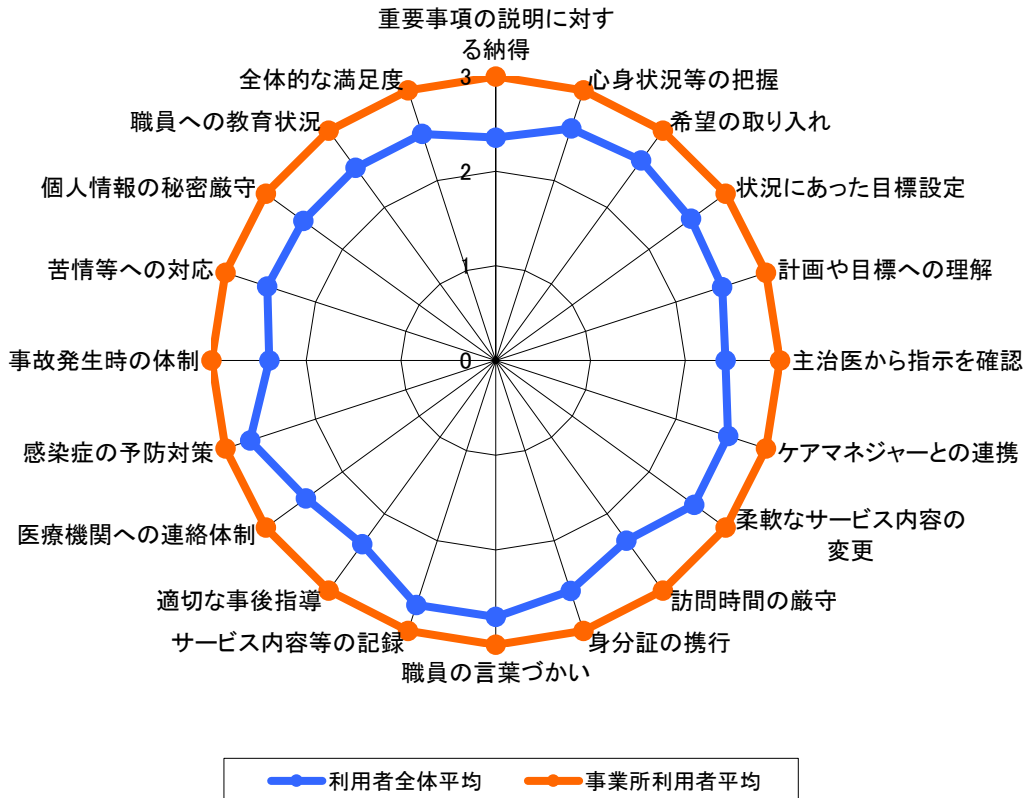 重要事項の説明に対す
る納得
心身状況等の把握
希望の取り入れ
状況にあった目標設定
計画や目標への理解
主治医から指示を確認
ケアマネジャーとの連携
柔軟なサービス内容の
変更
訪問時間の厳守
身分証の携行
職員の言葉づかい
サービス内容等の記録
適切な事後指導
医療機関への連絡体制
感染症の予防対策
事故発生時の体制
苦情等への対応
個人情報の秘密厳守
職員への教育状況
全体的な満足度
3
2
1
0
利用者全体平均
事業所利用者平均